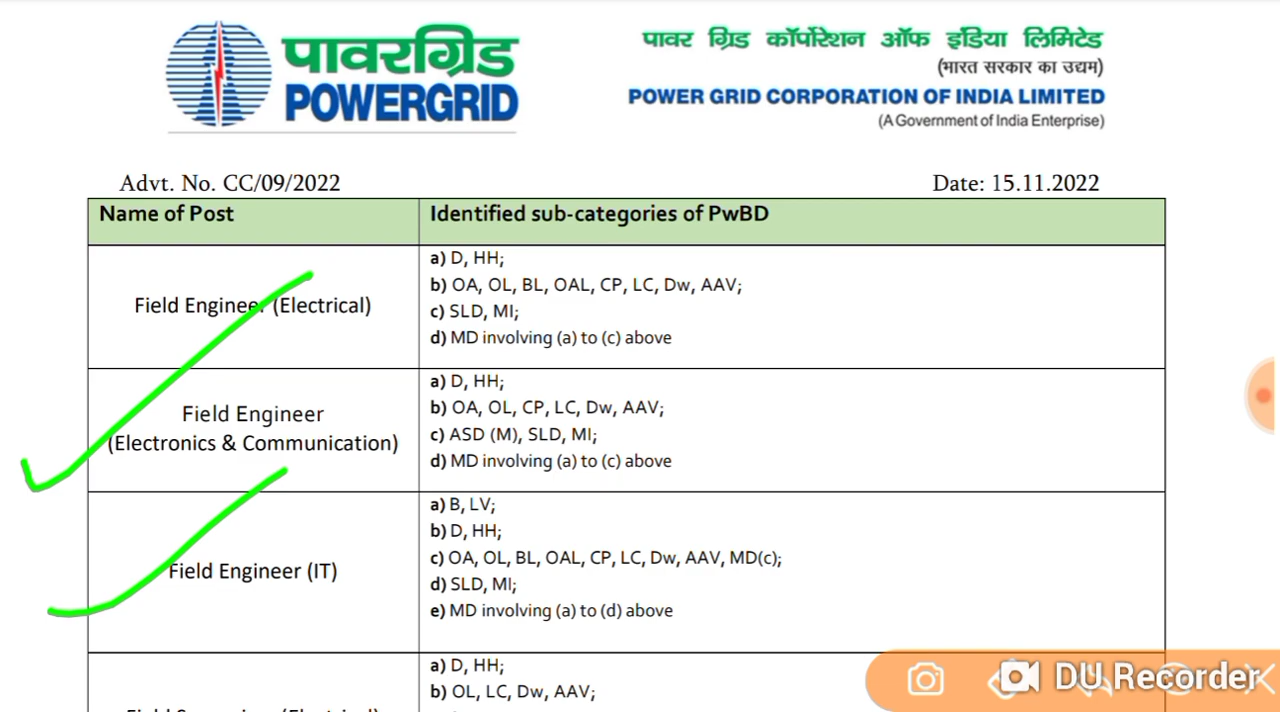 पावरग्रिड
POWERGRID
पावर ग्रिड कॉर्पोरेशन ऑफ इंडिया लिमिटेड
(भारत सरकार का उद्यम)
POWER GRID CORPORATION OF INDIA LIMITED
(A Government of India Enterprise)
Advt. No. CC/09/2022
Date: 15.11.2022
Name of Post
Identified sub-categories of PwBD
Field Engineer (Electrical)
a) D, HH;
b) OA, OL, BL, OAL, CP, LC, Dw, AAV;
c) SLD, MI;
d) MD involving (a) to (c) above
Field Engineer
(Electronics & Communication)
a) D, HH;
b) OA, OL, CP, LC, Dw, AAV;
c) ASD (M), SLD, MI;
d) MD involving (a) to (c) above
Field Engineer (IT)
a) B, LV;
b) D, HH;
c) OA, OL, BL, OAL, CP, LC, Dw, AAV, MD(c);
d) SLD, MI;
e) MD involving (a) to (d) above
a) D, HH;
b) OL, LC, Dw, AAV;
DU Recorder